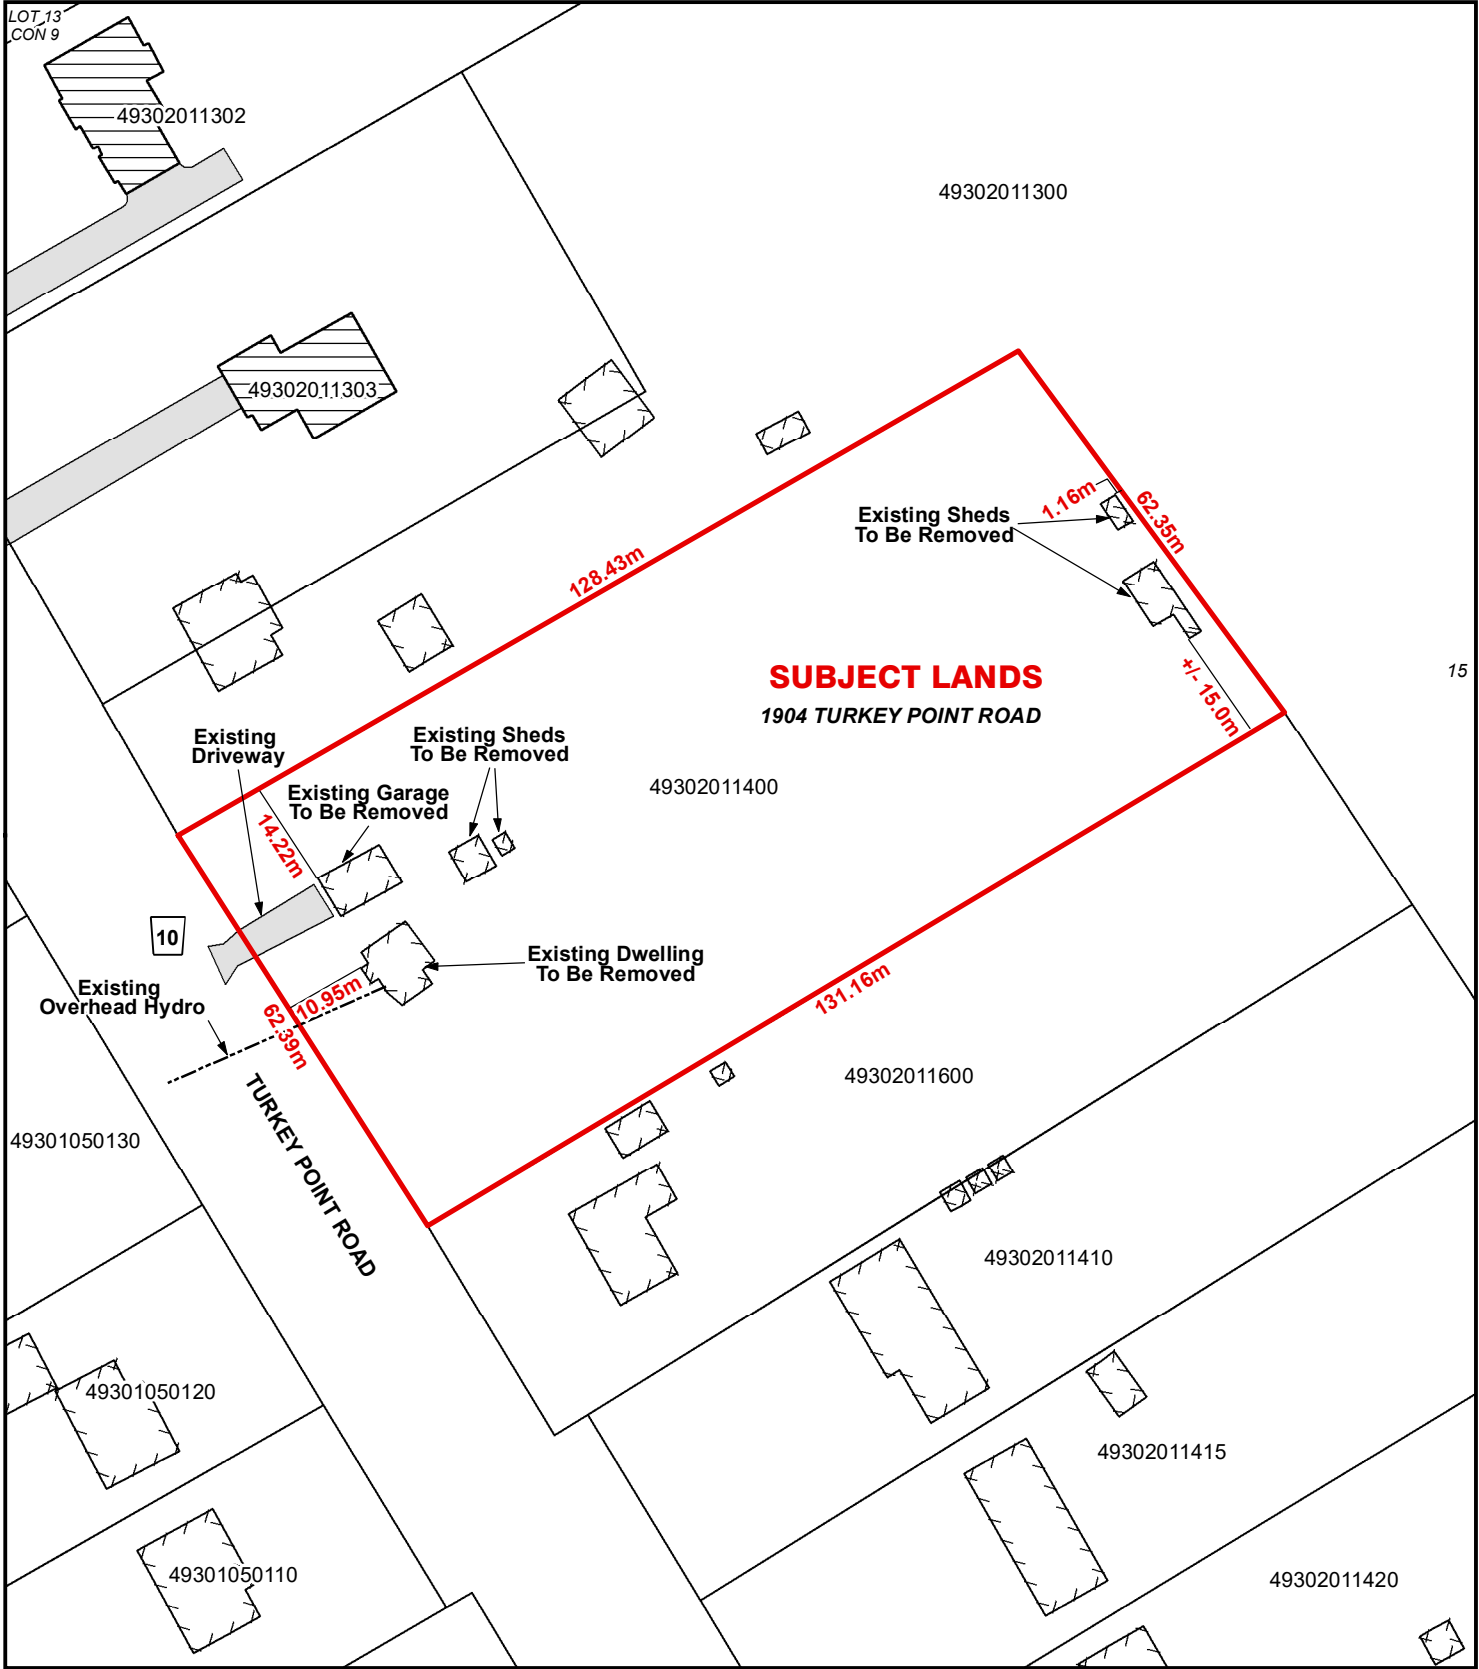 LOT 13
CON 9
49302011302
49302011300
49302011303
1.16m
62.35m
Existing Sheds
To Be Removed
128.43m
SUBJECT LANDS
1904 TURKEY POINT ROAD
+/- 15.0m
15
Existing
Driveway
Existing Sheds
To Be Removed
49302011400
Existing Garage
To Be Removed
14.22m
10
Existing Dwelling
To Be Removed
Existing
Overhead Hydro
10.95m
62.39m
131.16m
TURKEY POINT ROAD
49302011600
49301050130
49302011410
49301050120
49302011415
49301050110
49302011420